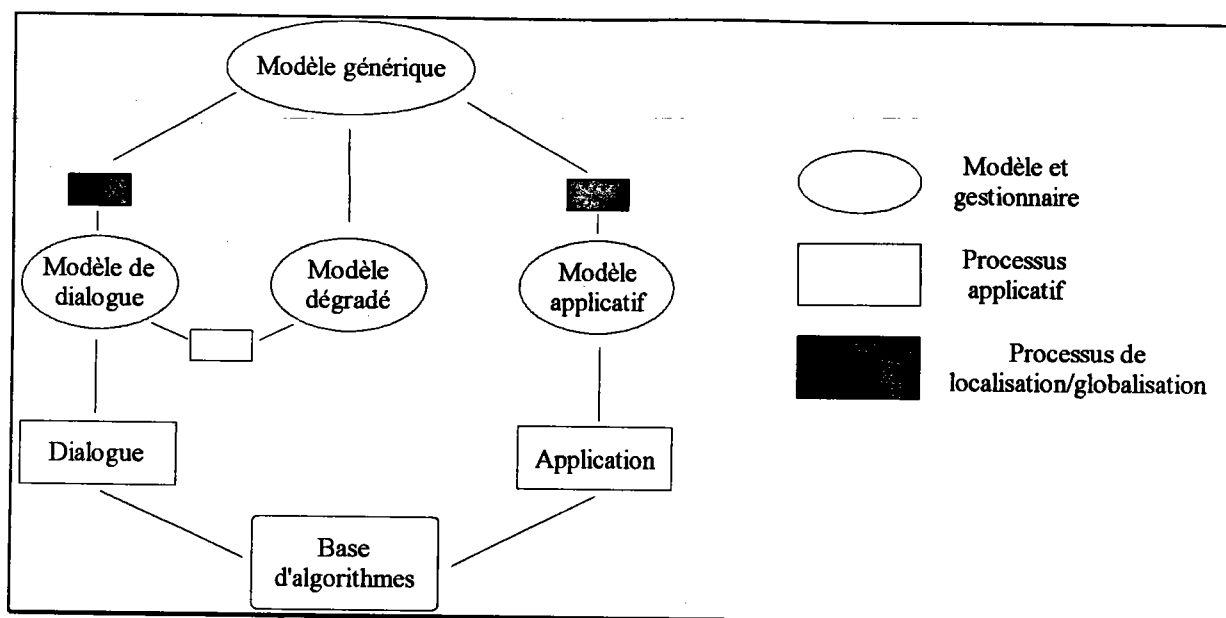 Modèle générique
Modèle et
gestionnaire
Modèle de
dialogue
Modèle
dégradé
Modèle
applicatif
Processus
applicatif
Processus de
localisation/globalisation
Dialogue
Application
Base
d'algorithmes